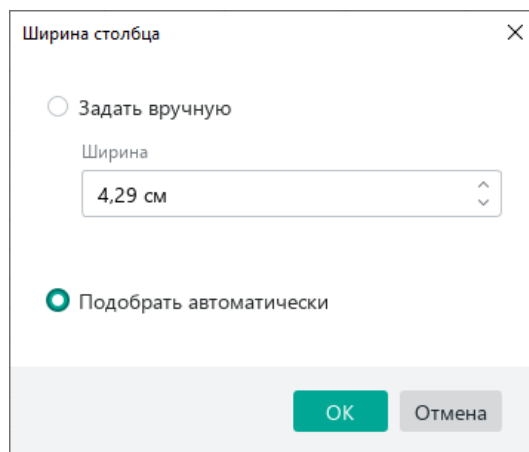 Ширина столбца
Задать вручную
Ширина
4,29 см
Подобрать автоматически
ОК
Отмена